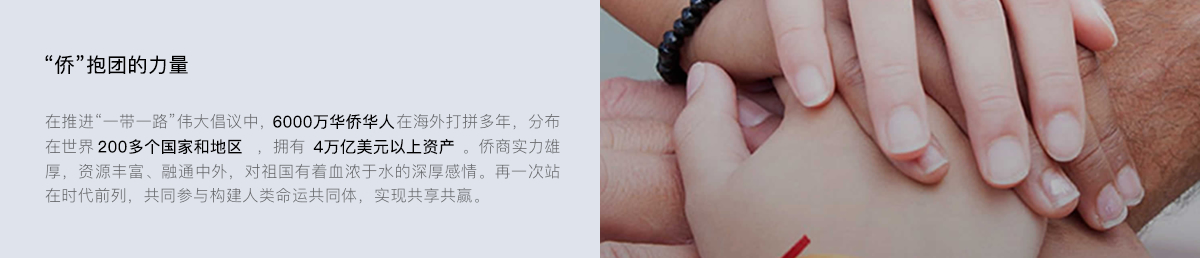 “侨”抱团的力量
在推进“一带一路”伟大倡议中, 6000万华侨华人在海外打拼多年，分布
在世界 200多个国家和地区 ，拥有 4万亿美元以上资产 。侨商实力雄
厚，资源丰富、融通中外，对祖国有着血浓于水的深厚感情。再一次站
在时代前列，共同参与构建人类命运共同体，实现共享共赢。